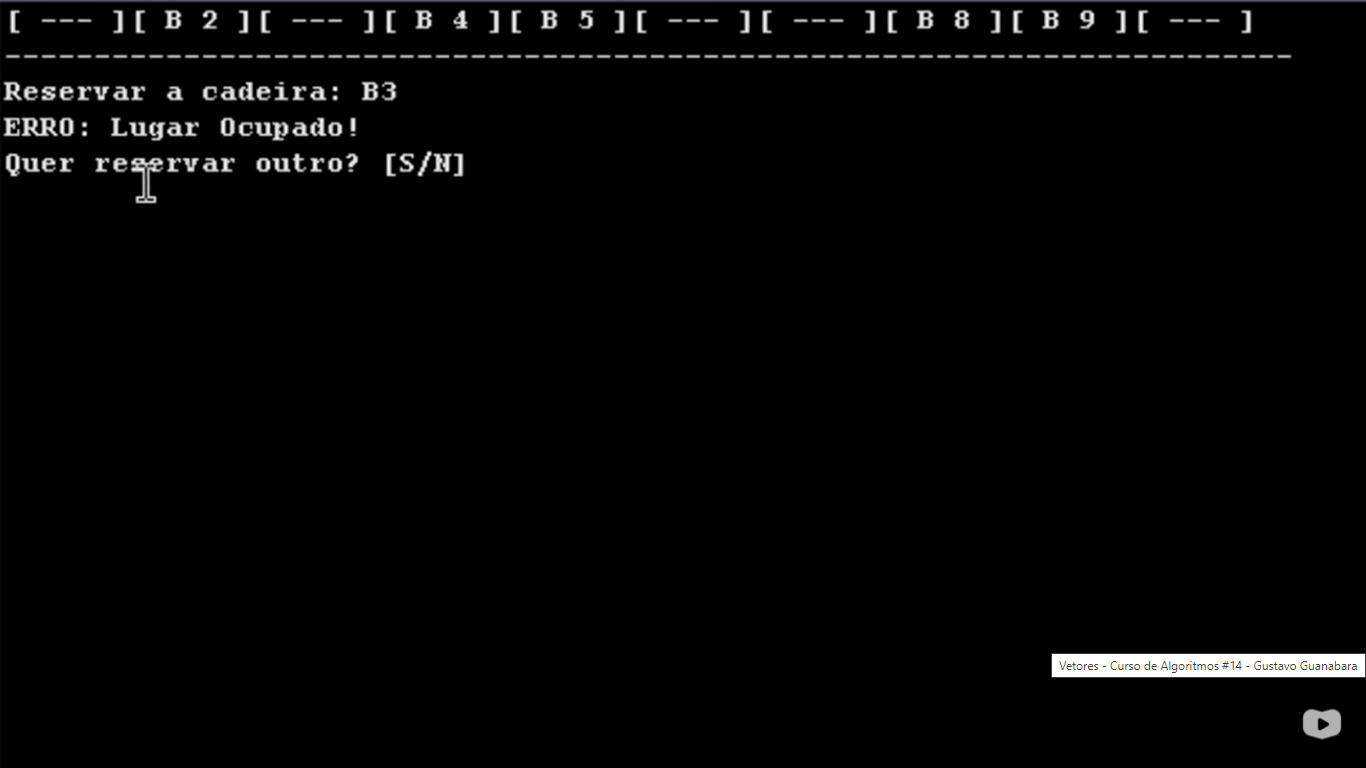 [ --- ][ B 2 ][ --- ][ B 4 ][ B 5 ][ --- ][ --- ][ B 8 ][ B 9 ][ --- ]
------------------------------------------------------------------------
Reservar a cadeira: B3
ERRO: Lugar Ocupado!
Quer reservar outro? [S/N]
Vetores - Curso de Algoritmos #14 - Gustavo Guanabara